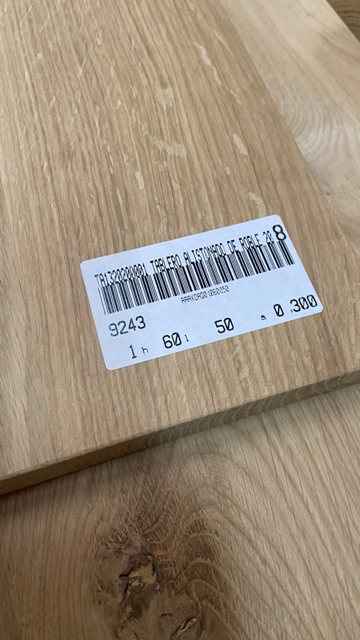 TABLERO ALISTONADO DE ROBLE 20 8
9243
1 h 60 l 50 a 0.300